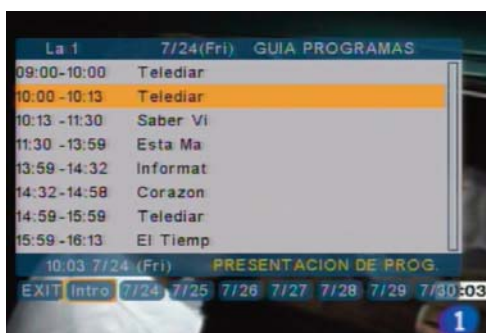 La 1 7/24(Fri) GUIA PROGRAMAS
09:00-10:00 Telediar
10:00-10:13 Telediar
10:13-11:30 Saber Vi
11:30-13:59 Esta Ma
13:59-14:32 Informat
14:32-14:58 Corazon
14:59-15:59 Telediar
15:59-16:13 El Tiemp
10:03 7/24 (Fri) PRESENTACION DE PROG.
EXIT Intro 7/24 7/25 7/26 7/27 7/28 7/29 7/30 :03
1